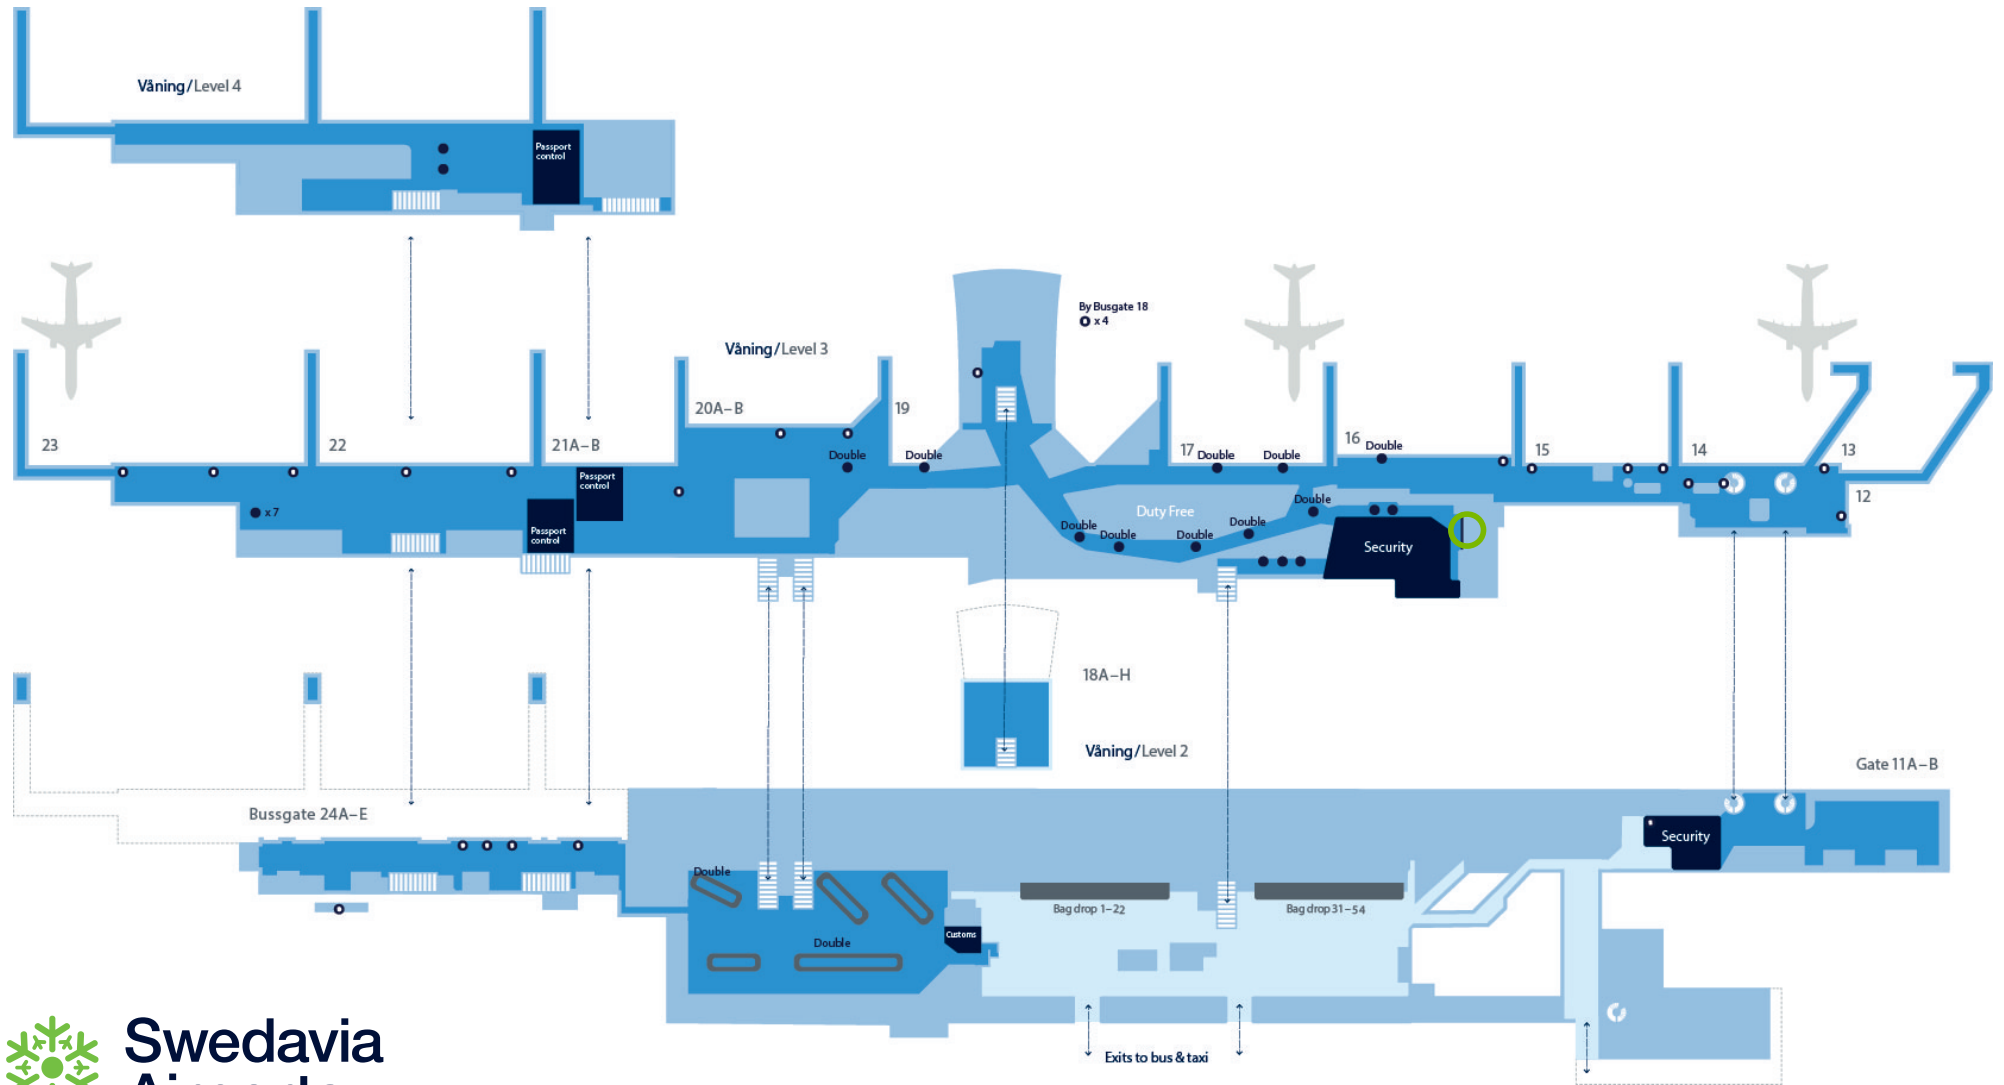 Våning/Level 4
Passport
control
By Busgate 18
x 4
Våning/Level 3
20A–B
19
23
22
21A–B
Double
Double
17
Double
Double
16
Double
15
14
13
12
Passport
control
x 7
Passport
control
Duty Free
Double
Double
Double
Double
Double
Security
18A–H
Våning/Level 2
Gate 11A–B
Bussgate 24A–E
Security
Double
Bag drop 1–22
Bag drop 31–54
Customs
Double
Exits to bus & taxi
Swedavia